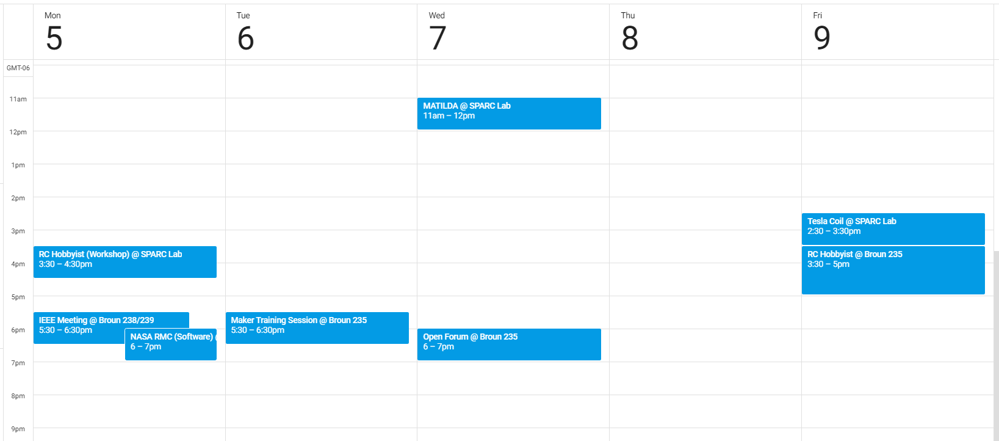 Mon
5
Tue
6
Wed
7
Thu
8
Fri
9
GMT-06
11am
12pm
1pm
2pm
3pm
4pm
5pm
6pm
7pm
8pm
9pm
RC Hobbyist (Workshop) @ SPARC Lab
3:30 – 4:30pm
IEEE Meeting @ Broun 238/239
5:30 – 6:30pm
NASA RMC (Software)
6 – 7pm
Maker Training Session @ Broun 235
5:30 – 6:30pm
MATILDA @ SPARC Lab
11am – 12pm
Open Forum @ Broun 235
6 – 7pm
Tesla Coil @ SPARC Lab
2:30 – 3:30pm
RC Hobbyist @ Broun 235
3:30 – 5pm